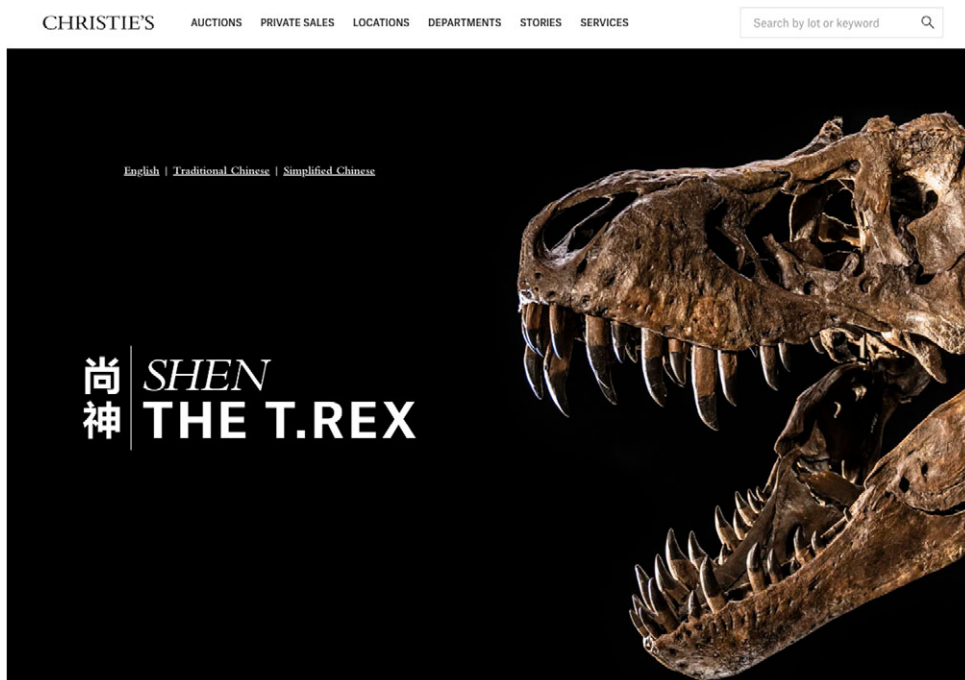 CHRISTIE'S AUCTIONS PRIVATE SALES LOCATIONS DEPARTMENTS STORIES SERVICES Search by lot or keyword
English | Traditional Chinese | Simplified Chinese
尚神
SHEN
THE T.REX